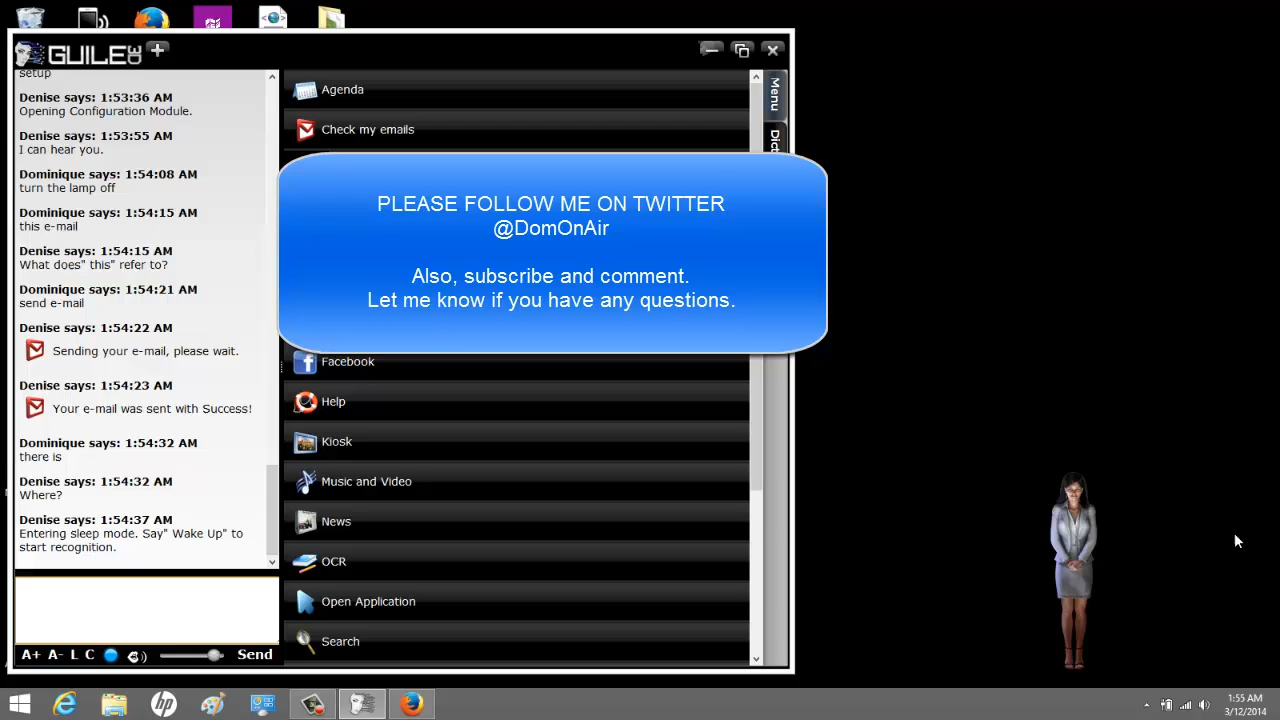 GUILE 3D
setup
Denise says: 1:53:36 AM
Opening Configuration Module.
Denise says: 1:53:55 AM
I can hear you.
Dominique says: 1:54:08 AM
turn the lamp off
Dominique says: 1:54:15 AM
this e-mail
Denise says: 1:54:15 AM
What does" this" refer to?
Dominique says: 1:54:21 AM
send e-mail
Denise says: 1:54:22 AM
Sending your e-mail, please wait.
Denise says: 1:54:23 AM
Your e-mail was sent with Success!
Dominique says: 1:54:32 AM
there is
Denise says: 1:54:32 AM
Where?
Denise says: 1:54:37 AM
Entering sleep mode. Say" Wake Up" to
start recognition.
A+ A- L C Send
Agenda
Check my emails
PLEASE FOLLOW ME ON TWITTER
@DomOnAir
Also, subscribe and comment.
Let me know if you have any questions.
Facebook
Help
Kiosk
Music and Video
News
OCR
Open Application
Search
Menu
Dict
1:55 AM
3/12/2014